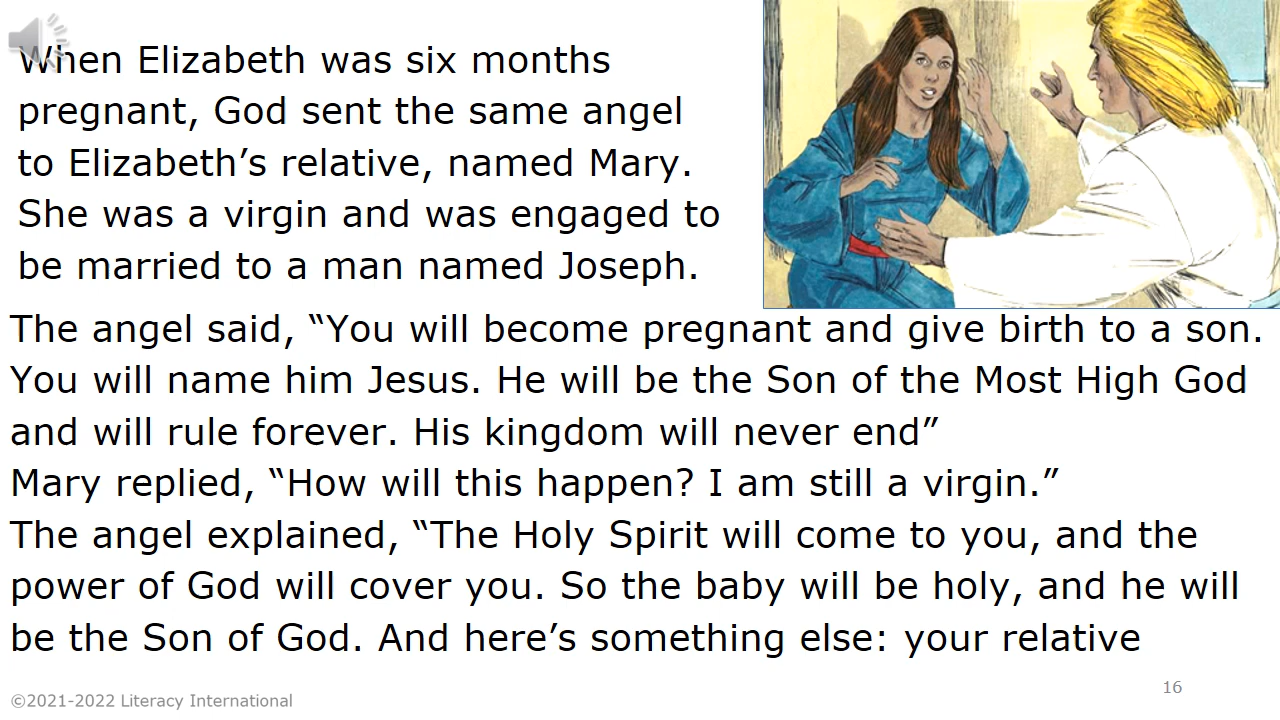 When Elizabeth was six months
pregnant, God sent the same angel
to Elizabeth’s relative, named Mary.
She was a virgin and was engaged to
be married to a man named Joseph.
The angel said, “You will become pregnant and give birth to a son.
You will name him Jesus. He will be the Son of the Most High God
and will rule forever. His kingdom will never end”
Mary replied, “How will this happen? I am still a virgin.”
The angel explained, “The Holy Spirit will come to you, and the
power of God will cover you. So the baby will be holy, and he will
be the Son of God. And here’s something else: your relative
16
©2021-2022 Literacy International